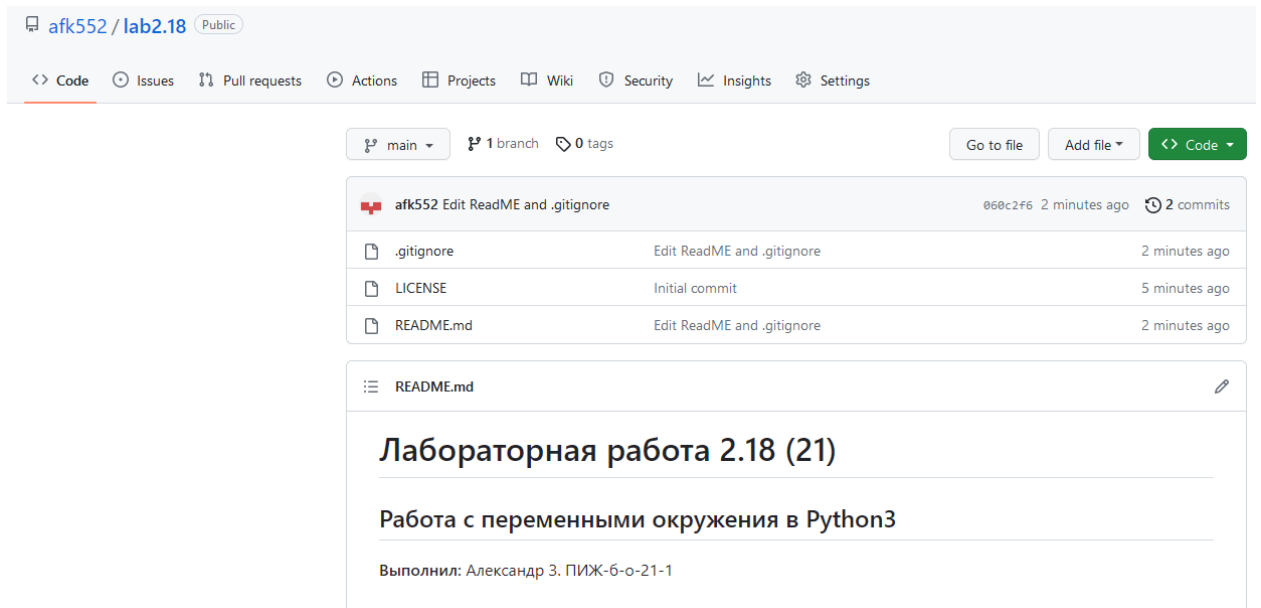 afk552 / lab2.18 Public
Code Issues Pull requests Actions Projects Wiki Security Insights Settings
main 1 branch 0 tags Go to file Add file Code
afk552 Edit ReadME and .gitignore 060c2f6 2 minutes ago 2 commits
.gitignore Edit ReadME and .gitignore 2 minutes ago
LICENSE Initial commit 5 minutes ago
README.md Edit ReadME and .gitignore 2 minutes ago
README.md
Лабораторная работа 2.18 (21)
Работа с переменными окружения в Python3
Выполнил: Александр З. ПИЖ-б-о-21-1